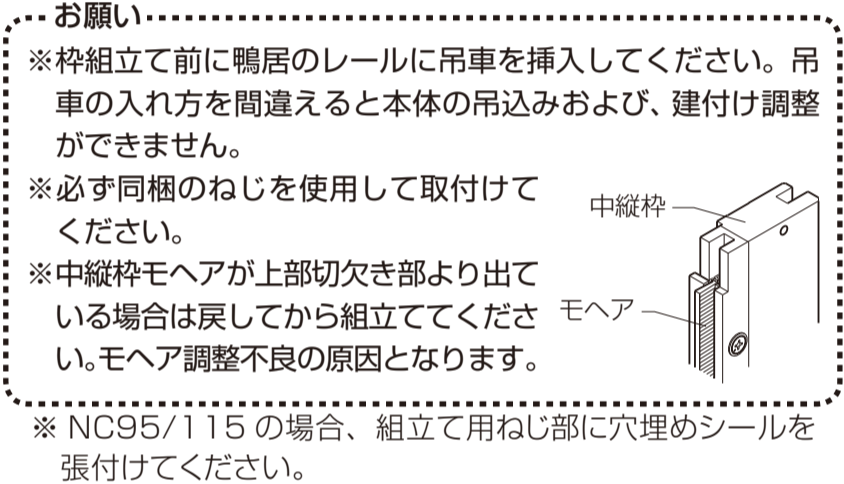 お願い
※枠組立て前に鴨居のレールに吊車を挿入してください。吊
車の入れ方を間違えると本体の吊込みおよび、建付け調整
ができません。
※必ず同梱のねじを使用して取付けて
ください。
※中縦枠モヘアが上部切欠き部より出て
いる場合は戻してから組立ててくださ
い。モヘア調整不良の原因となります。
中縦枠
モヘア
※ NC95/115 の場合、組立て用ねじ部に穴埋めシールを
張付けてください。